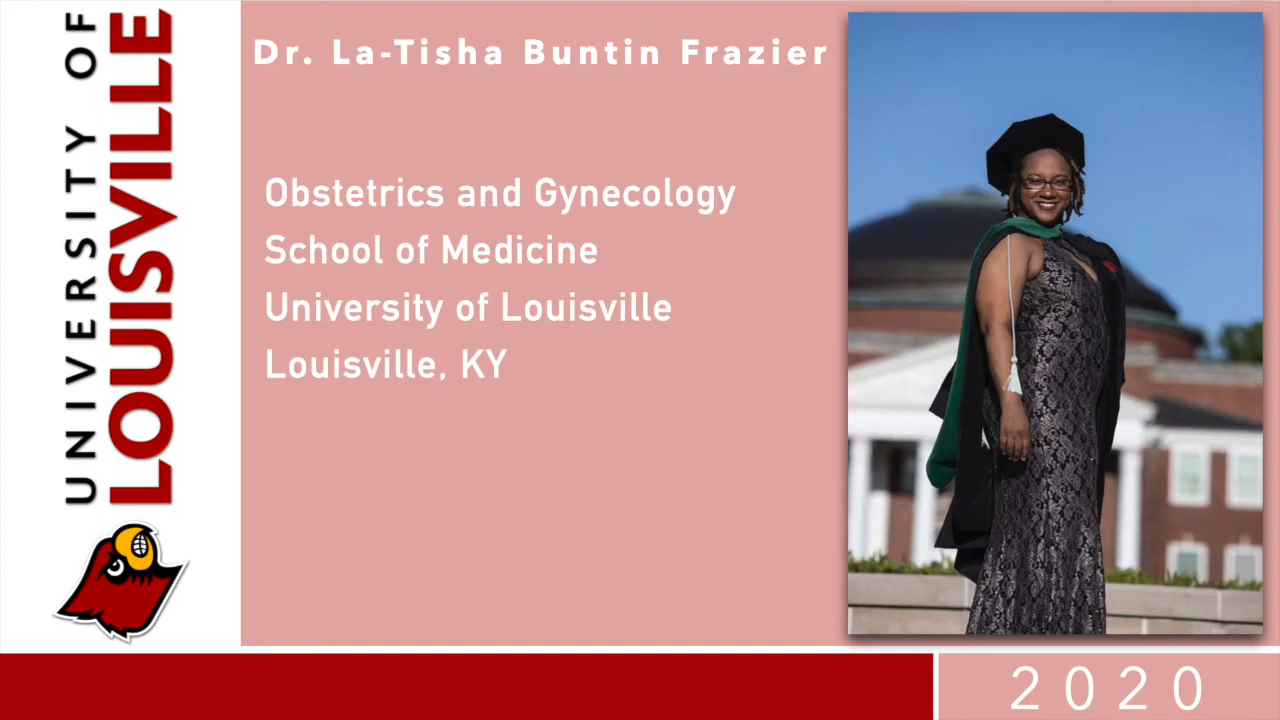 UNIVERSITY OF
LOUISVILLE
Dr. La-Tisha Buntin Frazier
Obstetrics and Gynecology
School of Medicine
University of Louisville
Louisville, KY
2020